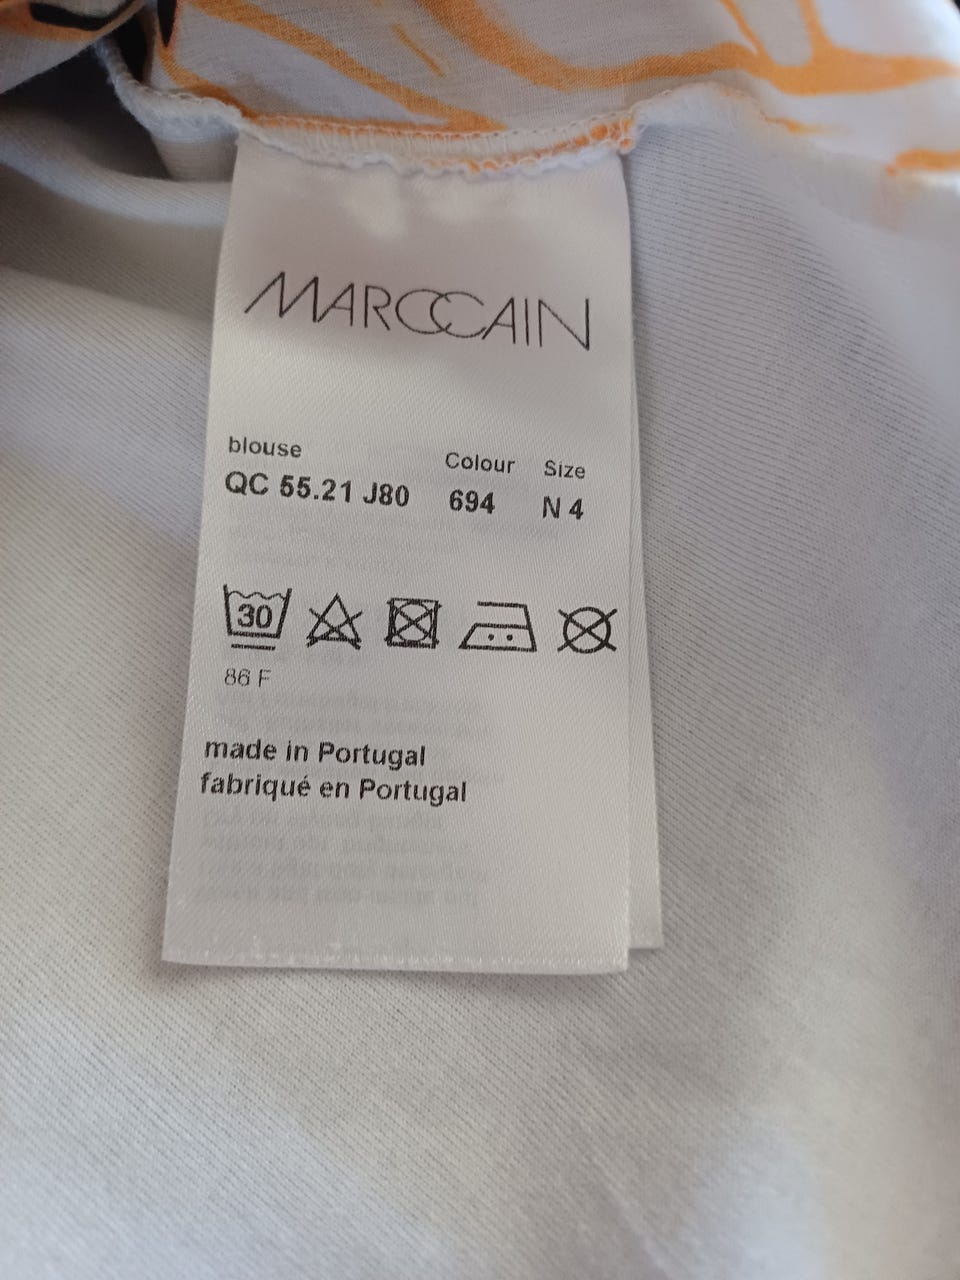 MARCCAIN
blouse Colour Size
QC 55.21 J80 694 N 4
30
86 F
made in Portugal
fabriqué en Portugal